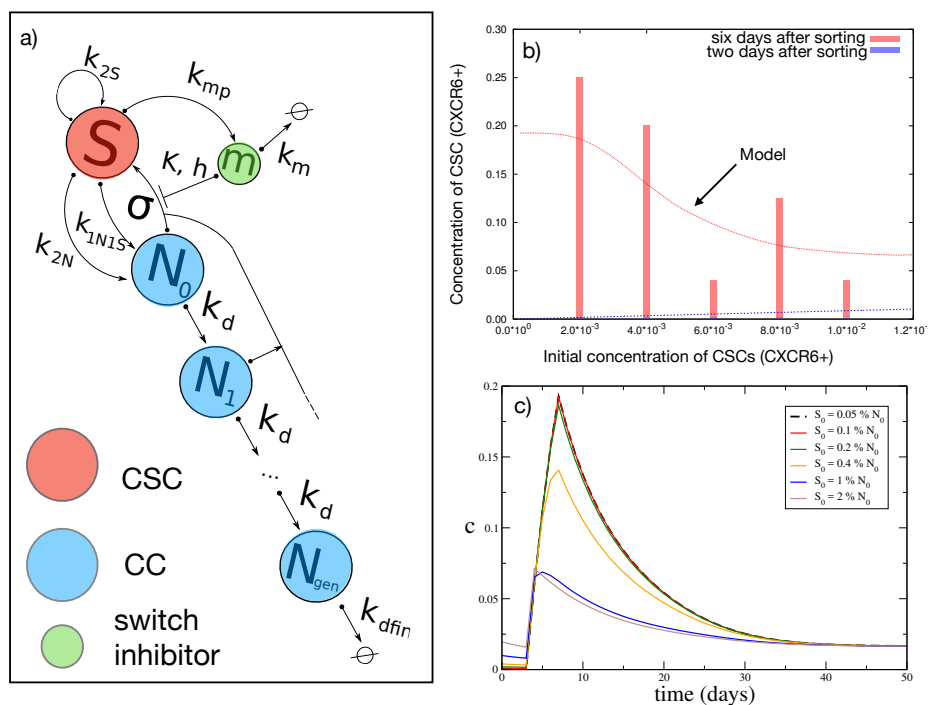 a)
k2S
S
kmp
m
km
K, h
σ
k1N1S
k2N
N0
kd
N1
kd
...
kd
Ngen
kdfin
CSC
CC
switch
inhibitor
b)
six days after sorting
two days after sorting
Model
Concentration of CSC (CXCR6+)
0.30
0.25
0.20
0.15
0.10
0.05
0.00
0.0*10^0 2.0*10^-3 4.0*10^-3 6.0*10^-3 8.0*10^-3 1.0*10^-2 1.2*10
Initial concentration of CSCs (CXCR6+)
c)
S0 = 0.05 % N0
S0 = 0.1 % N0
S0 = 0.2 % N0
S0 = 0.4 % N0
S0 = 1 % N0
S0 = 2 % N0
c
0.2
0.15
0.1
0.05
0
0 10 20 30 40 50
time (days)